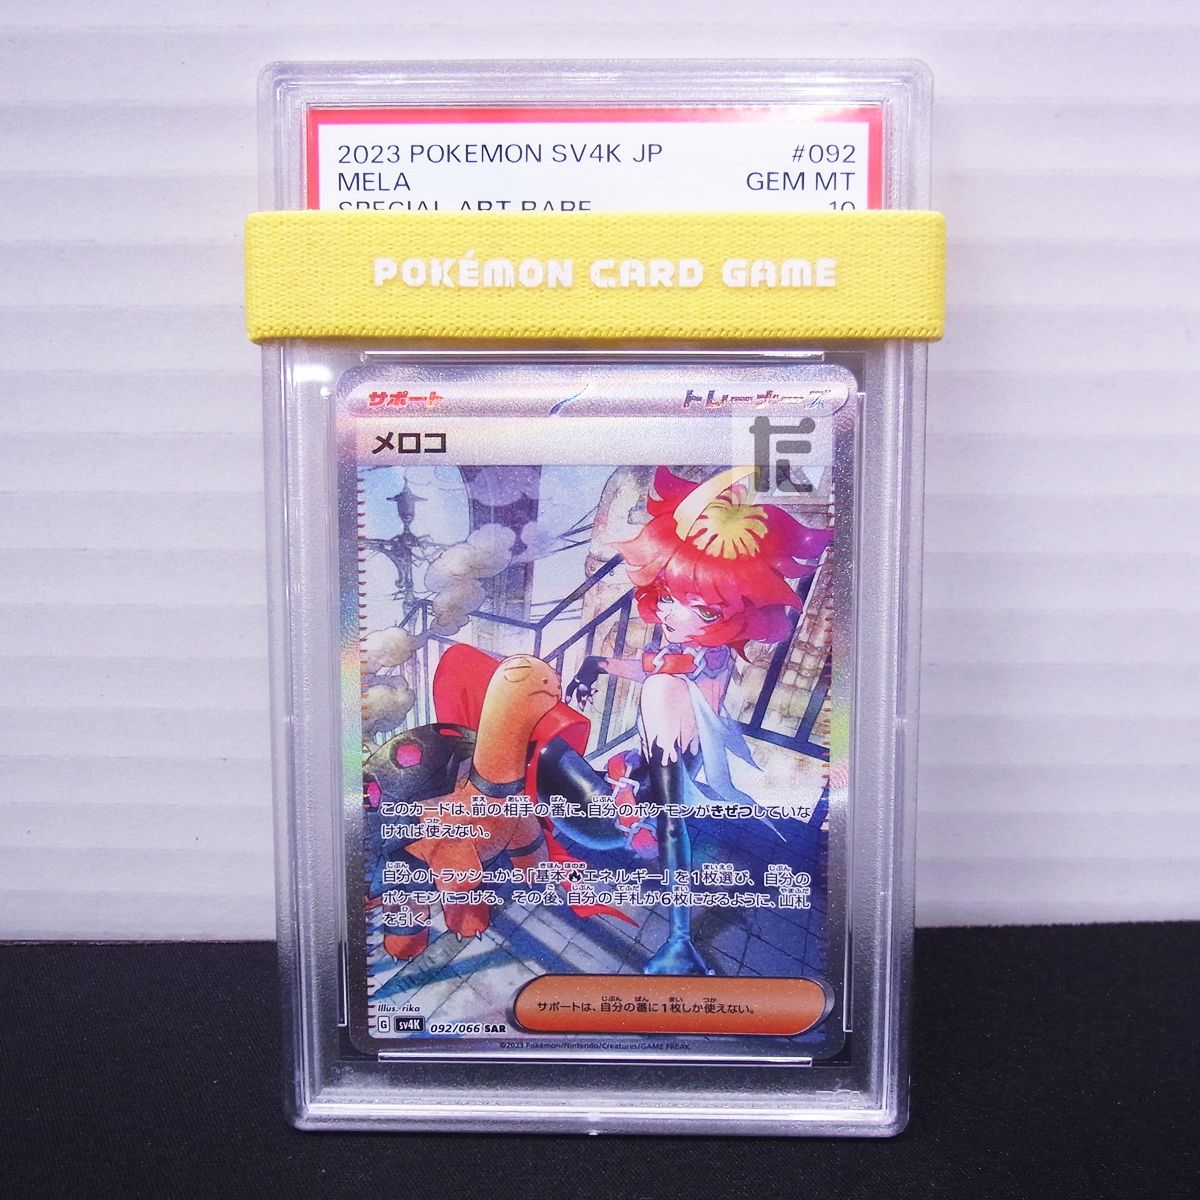 2023 POKEMON SV4K JP #092
MELA GEM MT
SPECIAL ART RARE 10
POKÉMON CARD GAME
サポート トレーナーズ
メロコ
た
このカードは、前の相手の番に、自分のポケモンがきぜつしていな
ければ使えない。
自分のトラッシュから「基本エネルギー」を1枚選び、自分の
ポケモンにつける。その後、自分の手札が6枚になるように、山札
を引く。
サポートは、自分の番に1枚しか使えない。
Illus. rika
G sv4K 092/066 SAR
©2023 Pokémon/Nintendo/Creatures/GAME FREAK